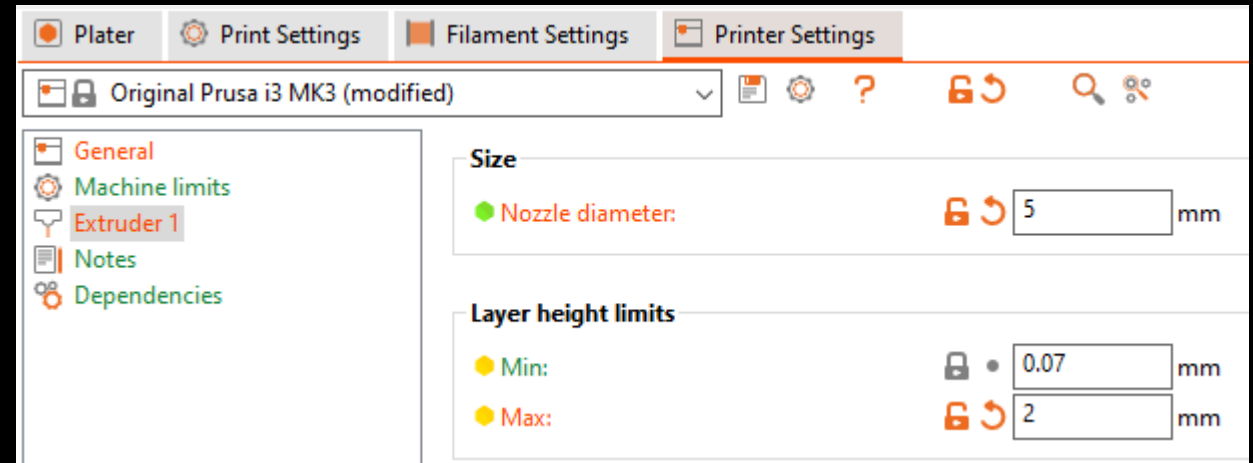 Plater Print Settings Filament Settings Printer Settings
Original Prusa i3 MK3 (modified) ?
General
Machine limits
Extruder 1
Notes
Dependencies
Size
Nozzle diameter: 5 mm
Layer height limits
Min: 0.07 mm
Max: 2 mm